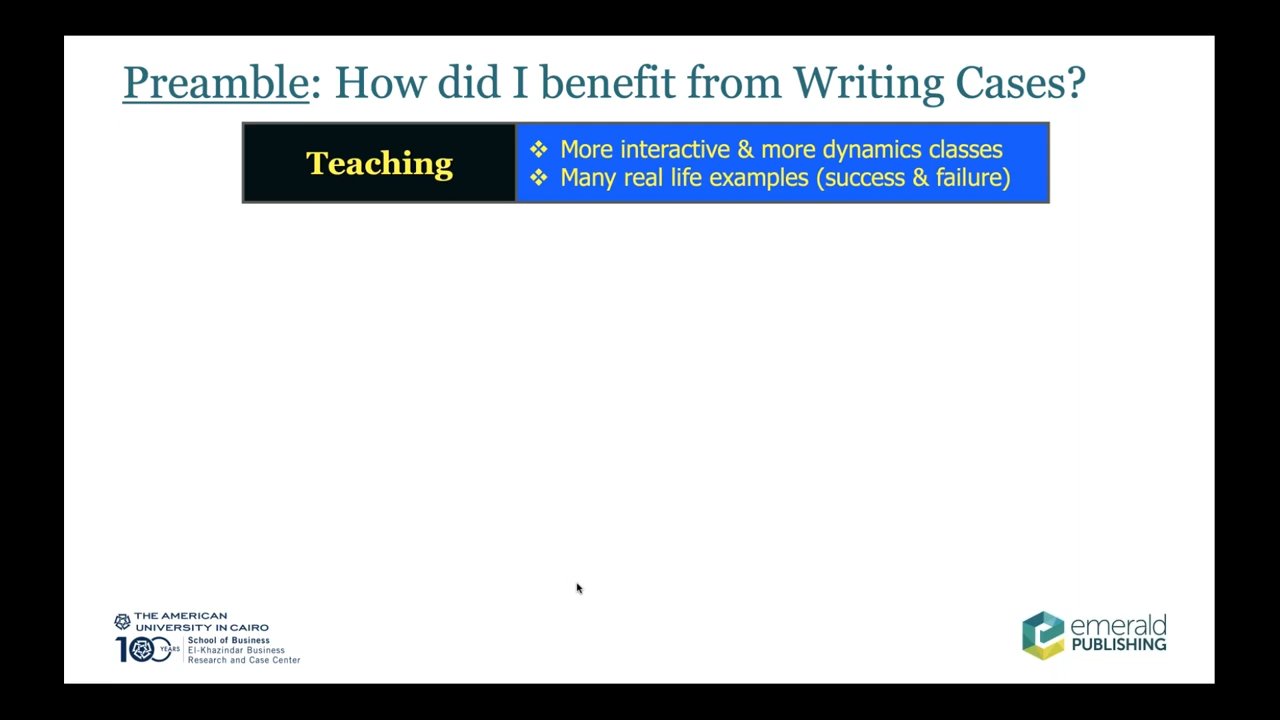 Preamble: How did I benefit from Writing Cases?
Teaching
❖ More interactive & more dynamics classes
❖ Many real life examples (success & failure)
THE AMERICAN
UNIVERSITY IN CAIRO
100 YEARS
School of Business
El-Khazindar Business
Research and Case Center
emerald
PUBLISHING